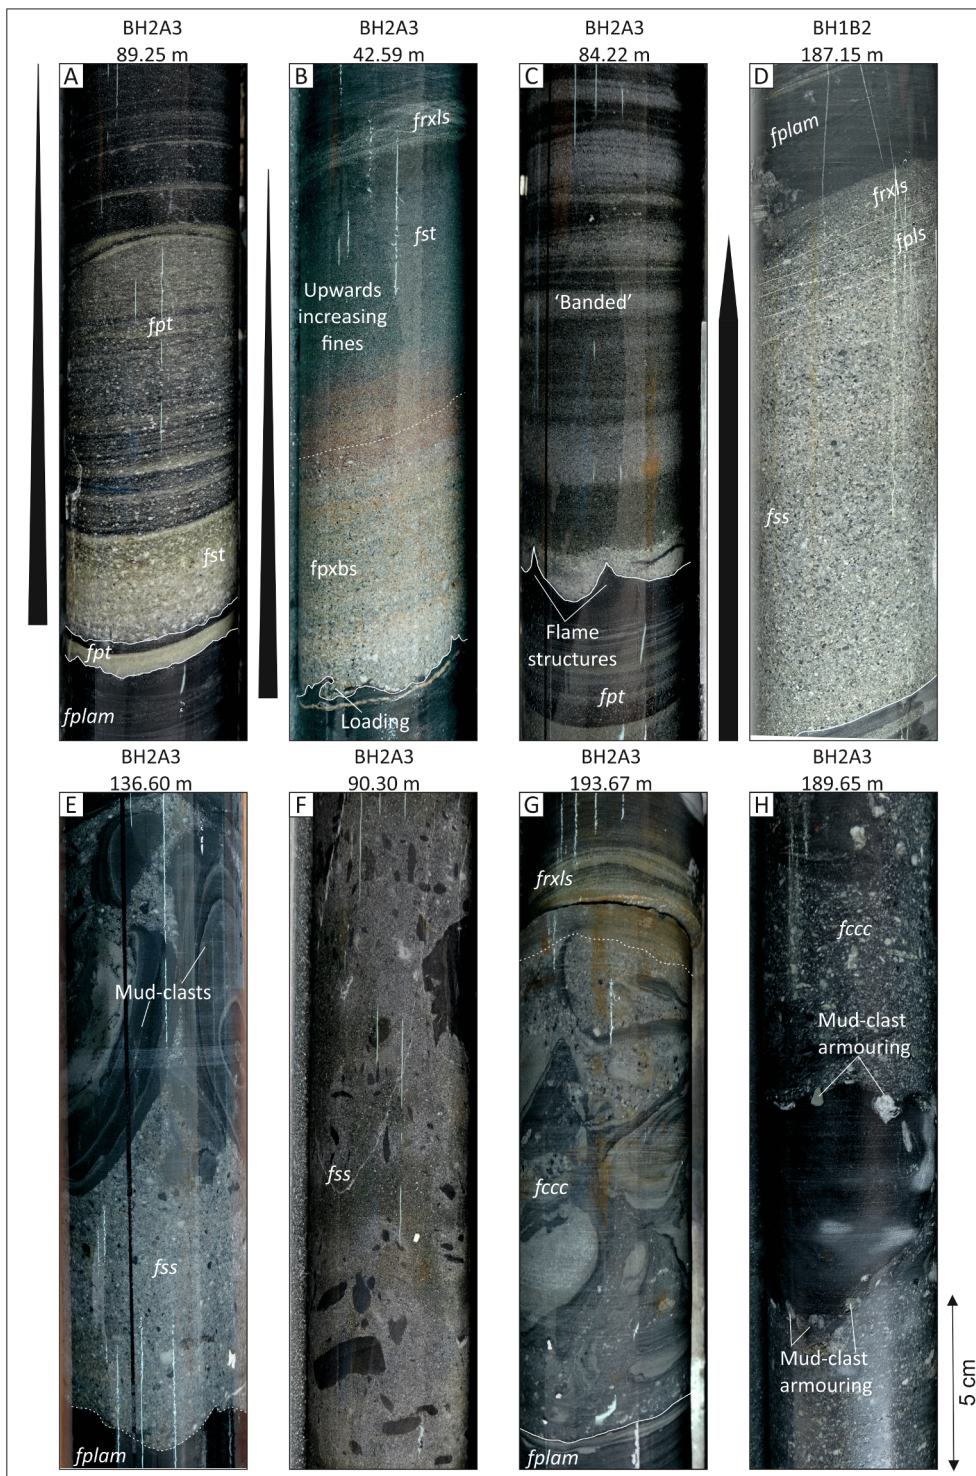 BH2A3
89.25 m
BH2A3
42.59 m
BH2A3
84.22 m
BH1B2
187.15 m
A
fpt
fst
fpt
fplam
B
frxls
fst
Upwards
increasing
fines
fpxbs
Loading
C
'Banded'
Flame
structures
fpt
D
fplam
frxls
fpls
fss
BH2A3
136.60 m
BH2A3
90.30 m
BH2A3
193.67 m
BH2A3
189.65 m
E
Mud-clasts
fss
fplam
F
fss
G
frxls
fccc
fplam
H
fccc
Mud-clast
armouring
Mud-clast
armouring
5 cm